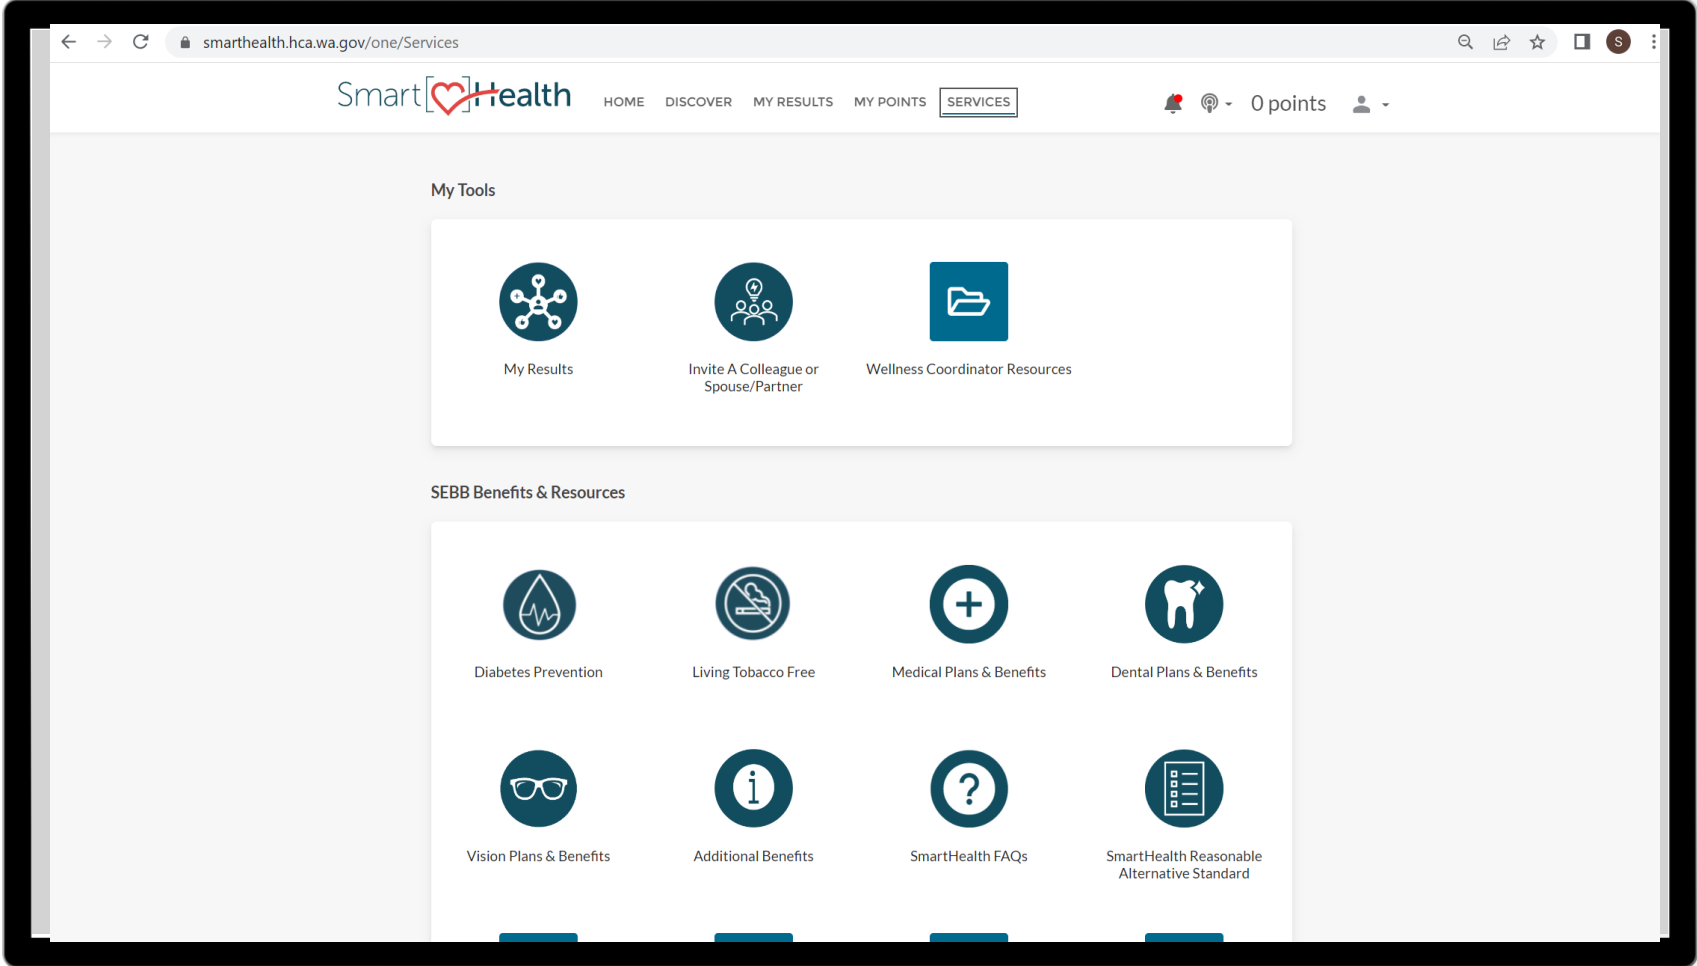 smarthealth.hca.wa.gov/one/Services
S
Smart Health
HOME DISCOVER MY RESULTS MY POINTS SERVICES
0 points
My Tools
My Results
Invite A Colleague or
Spouse/Partner
Wellness Coordinator Resources
SEBB Benefits & Resources
Diabetes Prevention
Living Tobacco Free
Medical Plans & Benefits
Dental Plans & Benefits
Vision Plans & Benefits
Additional Benefits
SmartHealth FAQs
SmartHealth Reasonable
Alternative Standard